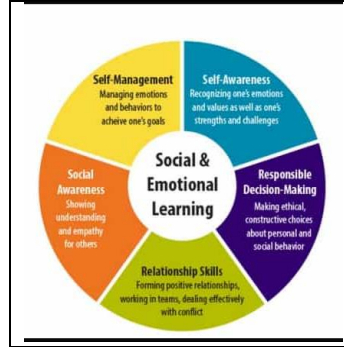 Self-Management
Managing emotions
and behaviors to
acheive one's goals
Self-Awareness
Recognizing one's emotions
and values as well as one's
strengths and challenges
Social
Awareness
Showing
understanding
and empathy
for others
Social &
Emotional
Learning
Responsible
Decision-Making
Making ethical,
constructive choices
about personal and
social behavior
Relationship Skills
Forming positive relationships,
working in teams, dealing effectively
with conflict